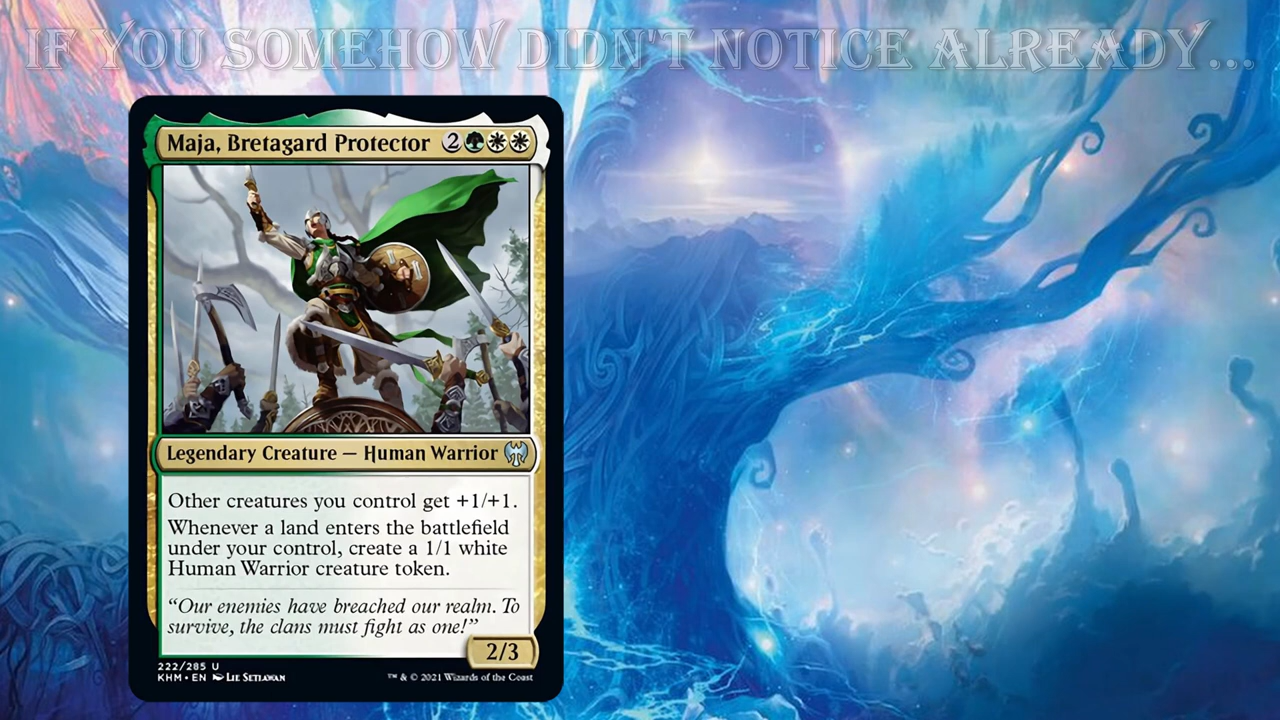 IF YOU SOMEHOW DIDN'T NOTICE ALREADY...
Maja, Bretagard Protector 2
Legendary Creature — Human Warrior
Other creatures you control get +1/+1.
Whenever a land enters the battlefield
under your control, create a 1/1 white
Human Warrior creature token.
“Our enemies have breached our realm. To
survive, the clans must fight as one!”
2/3
222/285 U
KHM • EN Lie Setiawan
™ & © 2021 Wizards of the Coast